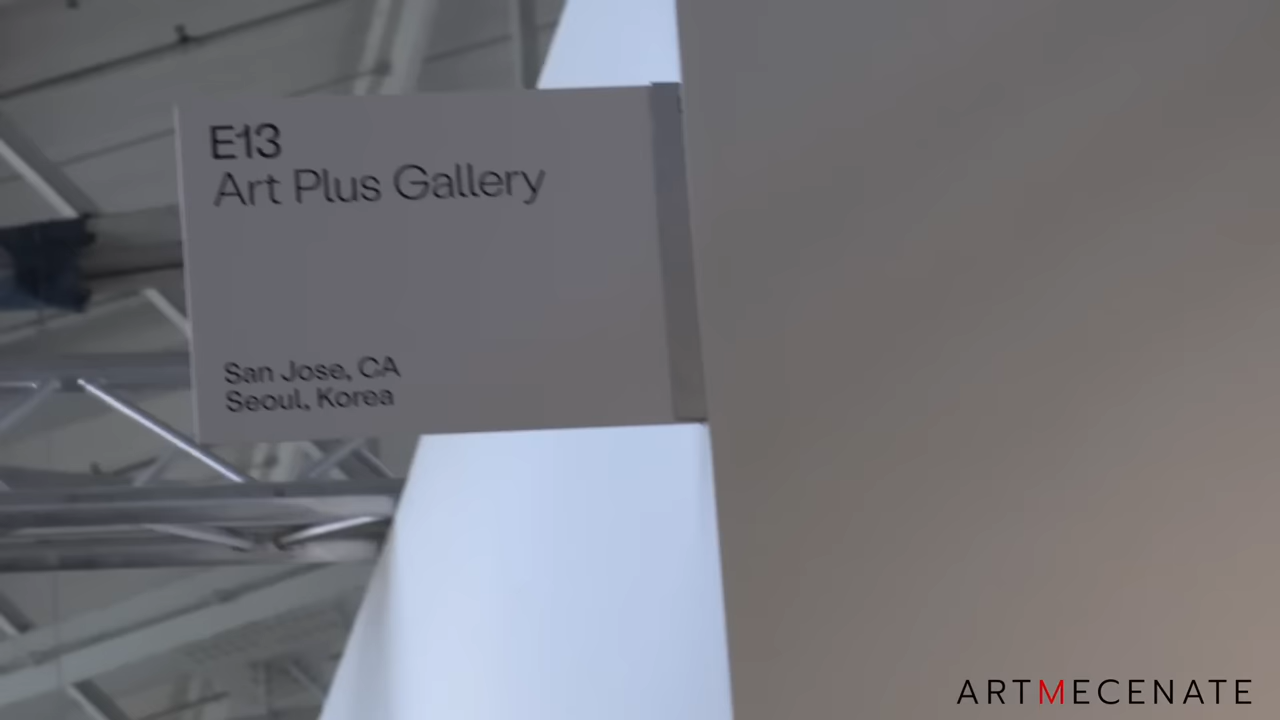 E13
Art Plus Gallery
San Jose, CA
Seoul, Korea
ARTMECENATE